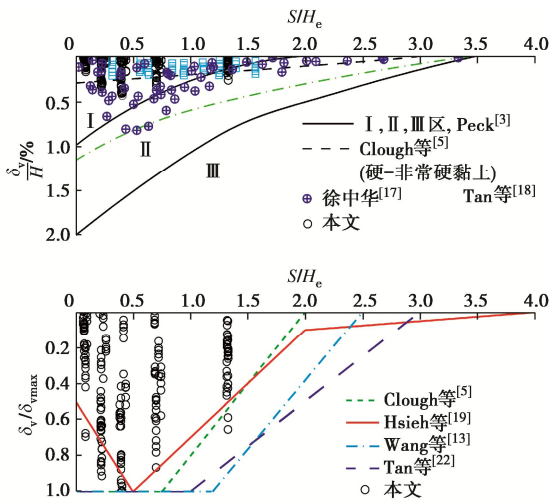 S/Hₑ
0 0.5 1.0 1.5 2.0 2.5 3.0 3.5 4.0
0.5
1.0
1.5
2.0
δᵥ/H/%
Ⅰ
Ⅱ
Ⅲ
Ⅰ,Ⅱ,Ⅲ区, Peck[3]
Clough等[5]
(硬-非常硬黏上)
徐中华[17] Tan等[18]
本文
S/Hₑ
0 0.5 1.0 1.5 2.0 2.5 3.0 3.5 4.0
0.2
0.4
0.6
0.8
1.0
δᵥ/δᵥₘₐₓ
Clough等[5]
Hsieh等[19]
Wang等[13]
Tan等[22]
本文